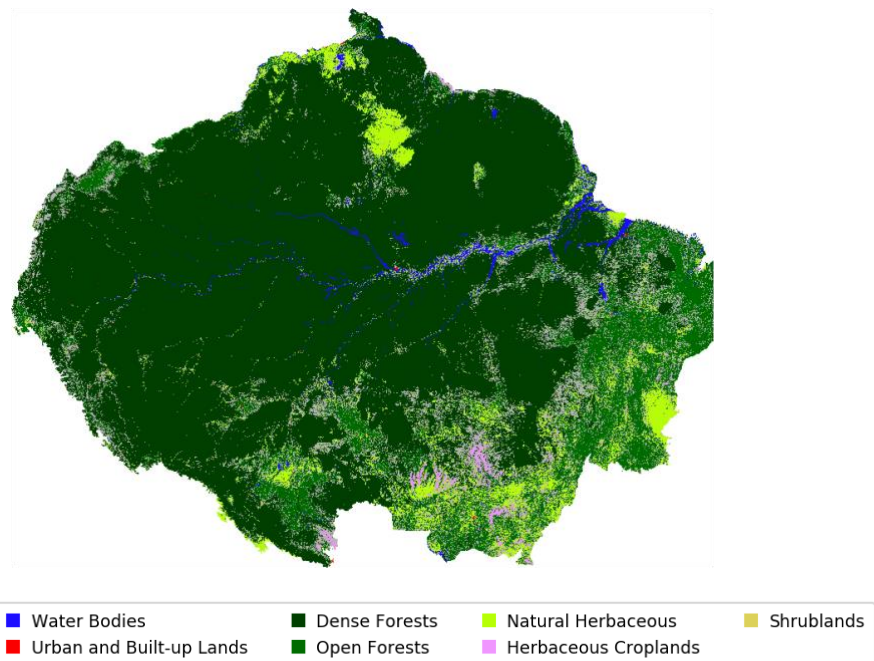 Water Bodies
Dense Forests
Natural Herbaceous
Shrublands
Urban and Built-up Lands
Open Forests
Herbaceous Croplands